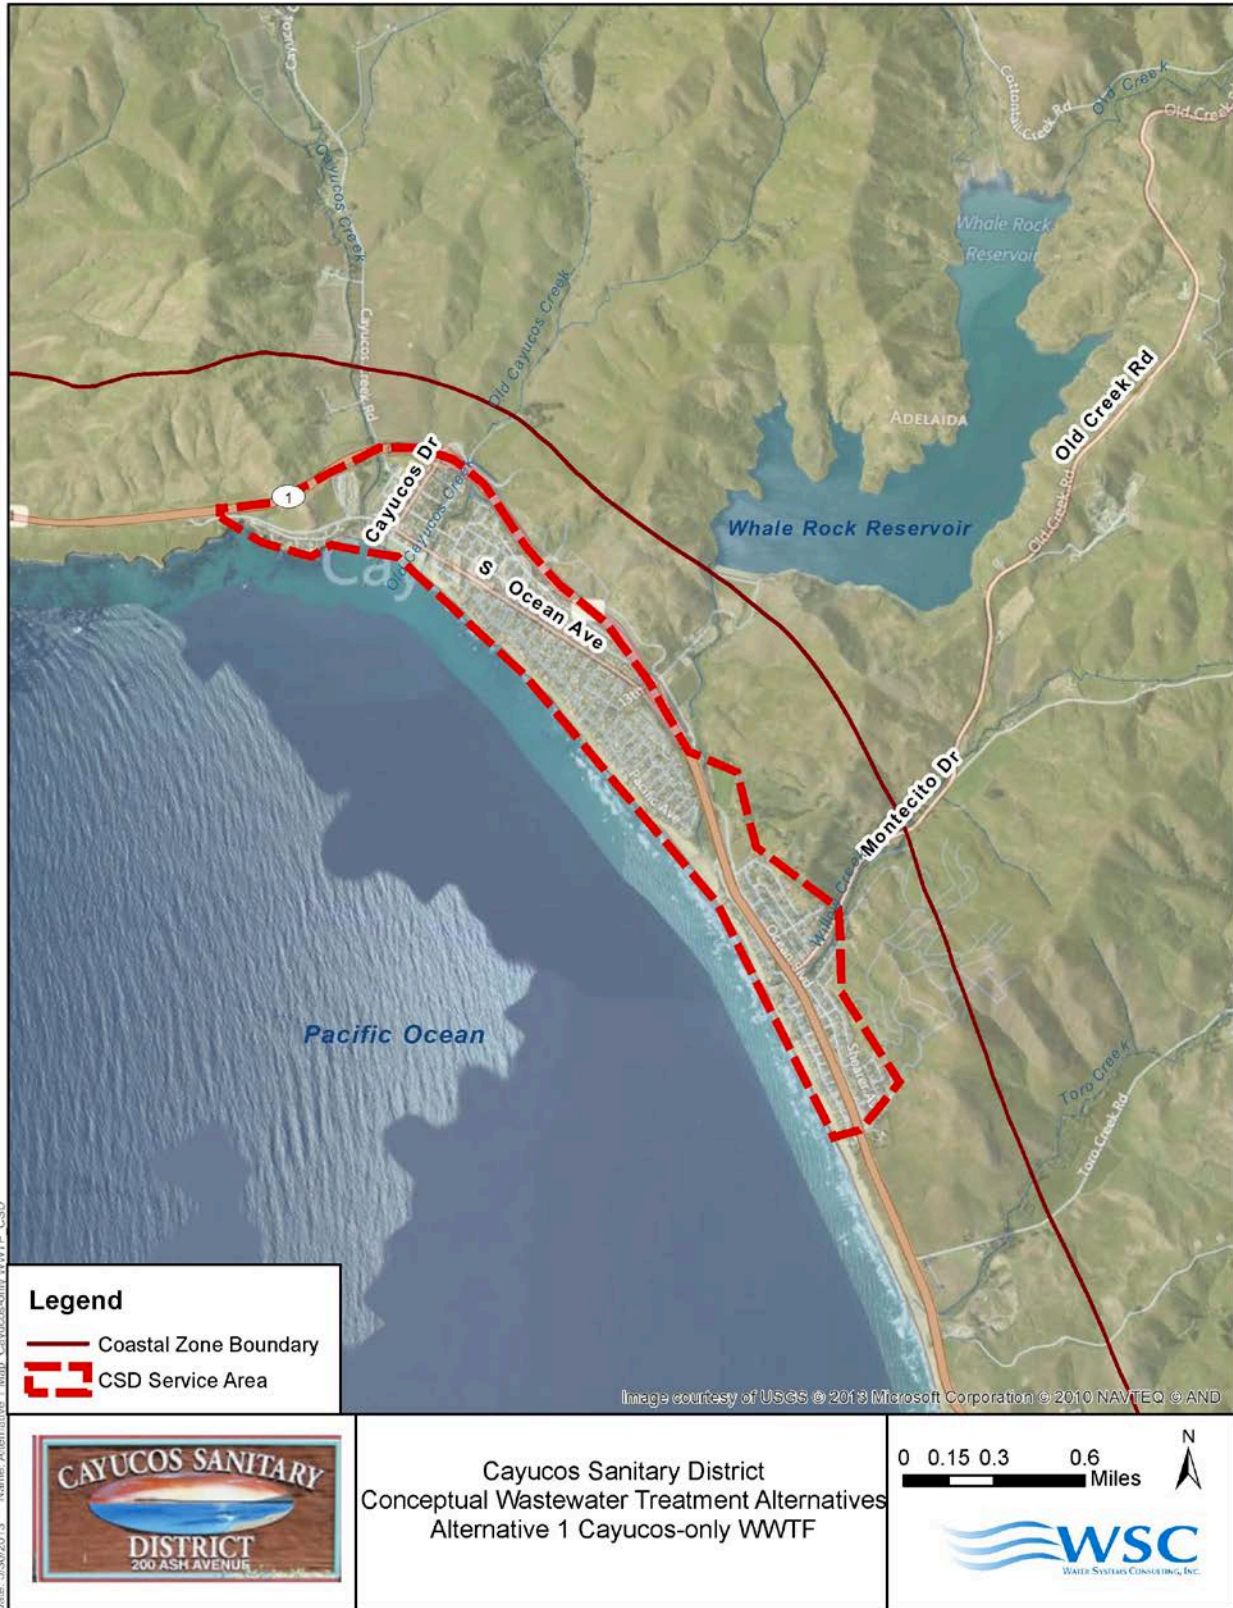 Cayucos Creek
Cayucos Creek Rd
Old Cayucos Creek
Cottontail Creek Rd
Old Creek
Old Creek Rd
Whale Rock
Reservoir
ADELAIDA
Old Creek Rd
Old Creek Rd
Whale Rock Reservoir
1
Cayucos Dr
Old Cayucos Creek
S Ocean Ave
13th
Pacific Ave
Montecito Dr
Willow Creek
Ocean Blvd
Shearer A
Pacific Ocean
Toro Creek
Toro Creek Rd
Legend
Coastal Zone Boundary
CSD Service Area
Image courtesy of USGS © 2013 Microsoft Corporation © 2010 NAVTEQ © AND
CAYUCOS SANITARY
DISTRICT
200 ASH AVENUE
Cayucos Sanitary District
Conceptual Wastewater Treatment Alternatives
Alternative 1 Cayucos-only WWTF
0 0.15 0.3 0.6
Miles
N
WSC
WATER SYSTEMS CONSULTING, INC.